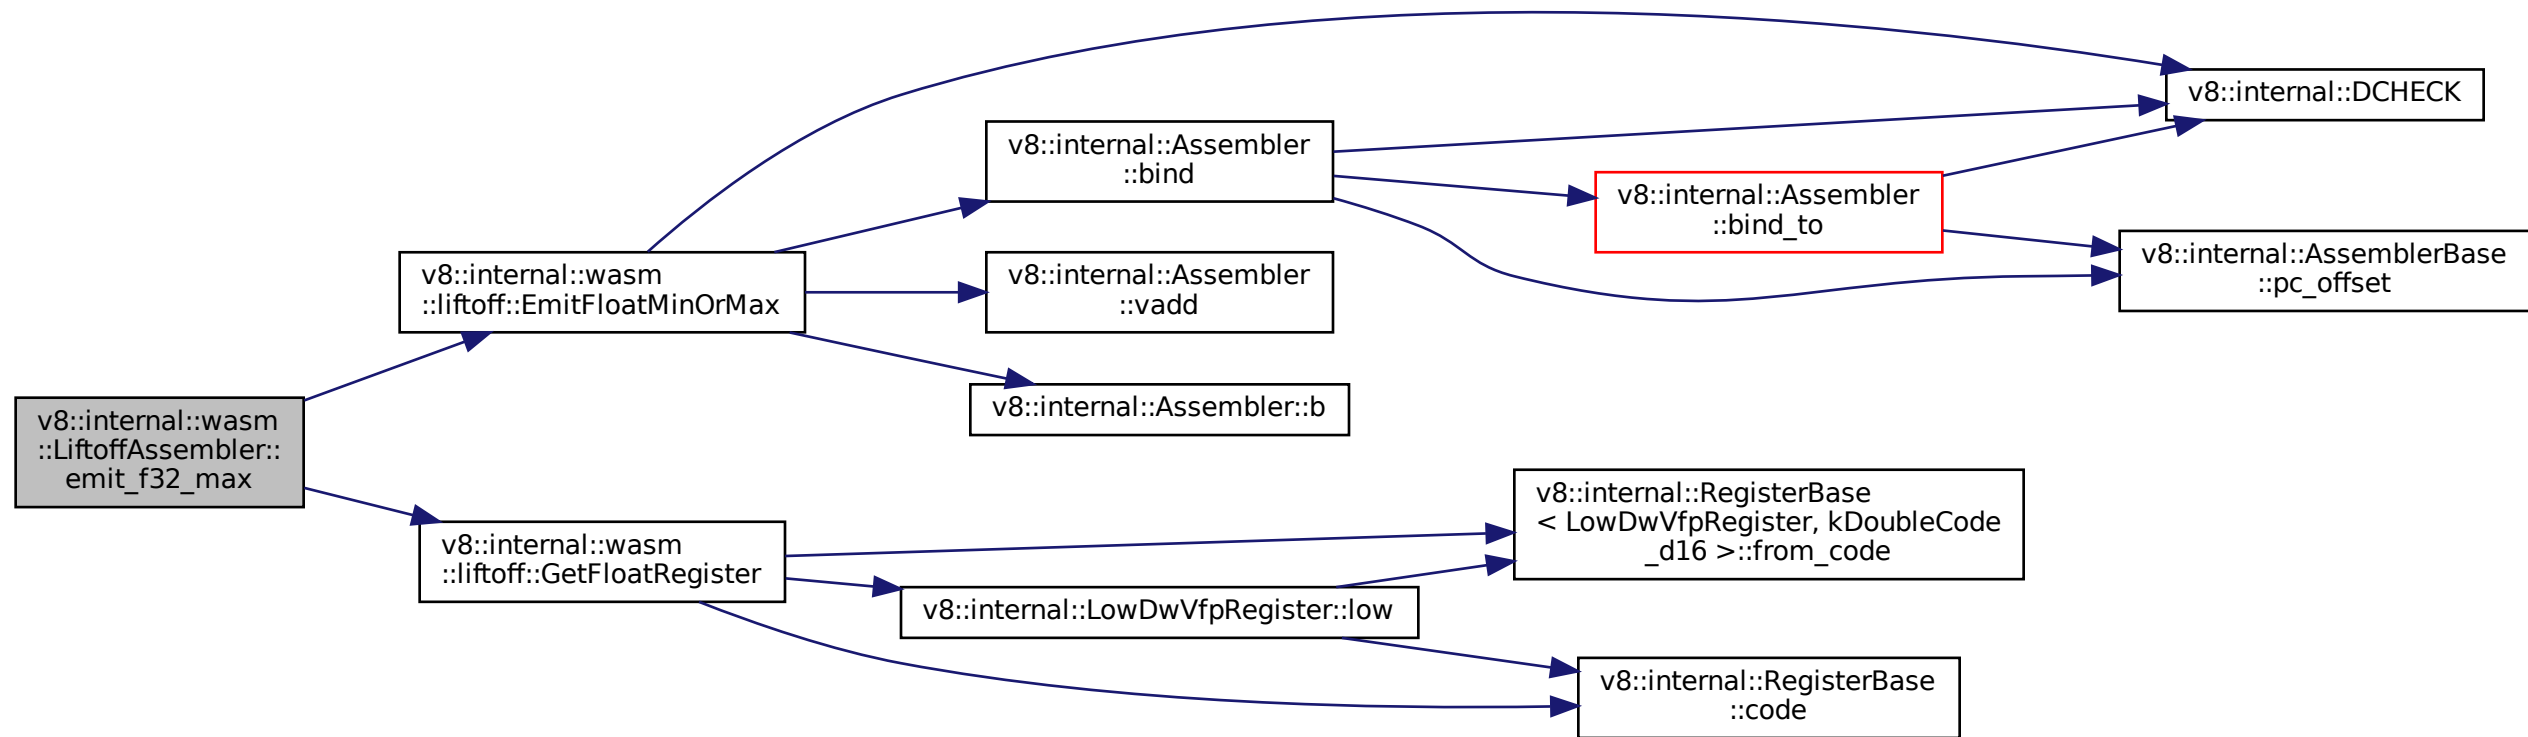 v8::internal::wasm
::LiftoffAssembler::
emit_f32_max
v8::internal::wasm
::liftoff::EmitFloatMinOrMax
v8::internal::wasm
::liftoff::GetFloatRegister
v8::internal::Assembler
::bind
v8::internal::Assembler
::vadd
v8::internal::Assembler::b
v8::internal::LowDwVfpRegister::low
v8::internal::Assembler
::bind_to
v8::internal::RegisterBase
< LowDwVfpRegister, kDoubleCode
_d16 >::from_code
v8::internal::RegisterBase
::code
v8::internal::DCHECK
v8::internal::AssemblerBase
::pc_offset